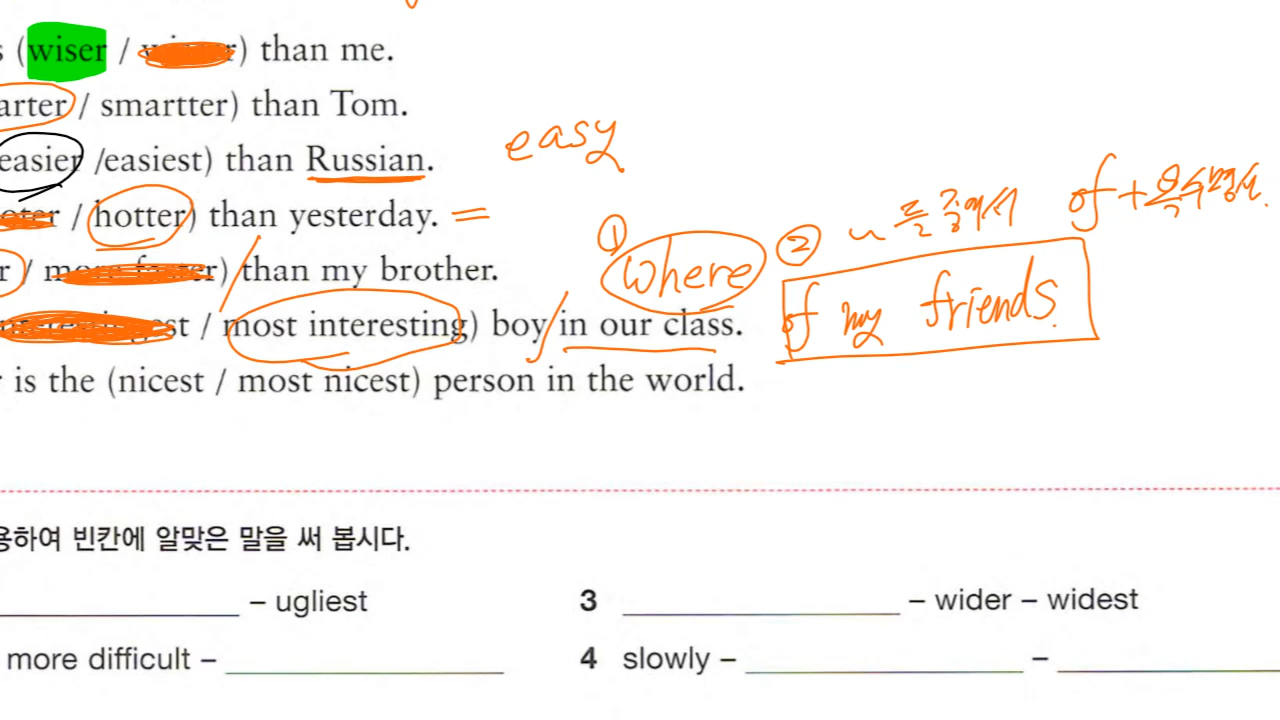 s (wiser / ) than me.
arter / smartter) than Tom.
easier /easiest) than Russian. easy
/ hotter) than yesterday. =
~들 중에서 of + 복수명사.
r / more faster) / than my brother. ① where ②
st / most interesting) boy / in our class. of my friends.
r is the (nicest / most nicest) person in the world.
용하여 빈칸에 알맞은 말을 써 봅시다.
– ugliest 3 – wider – widest
more difficult – 4 slowly – –